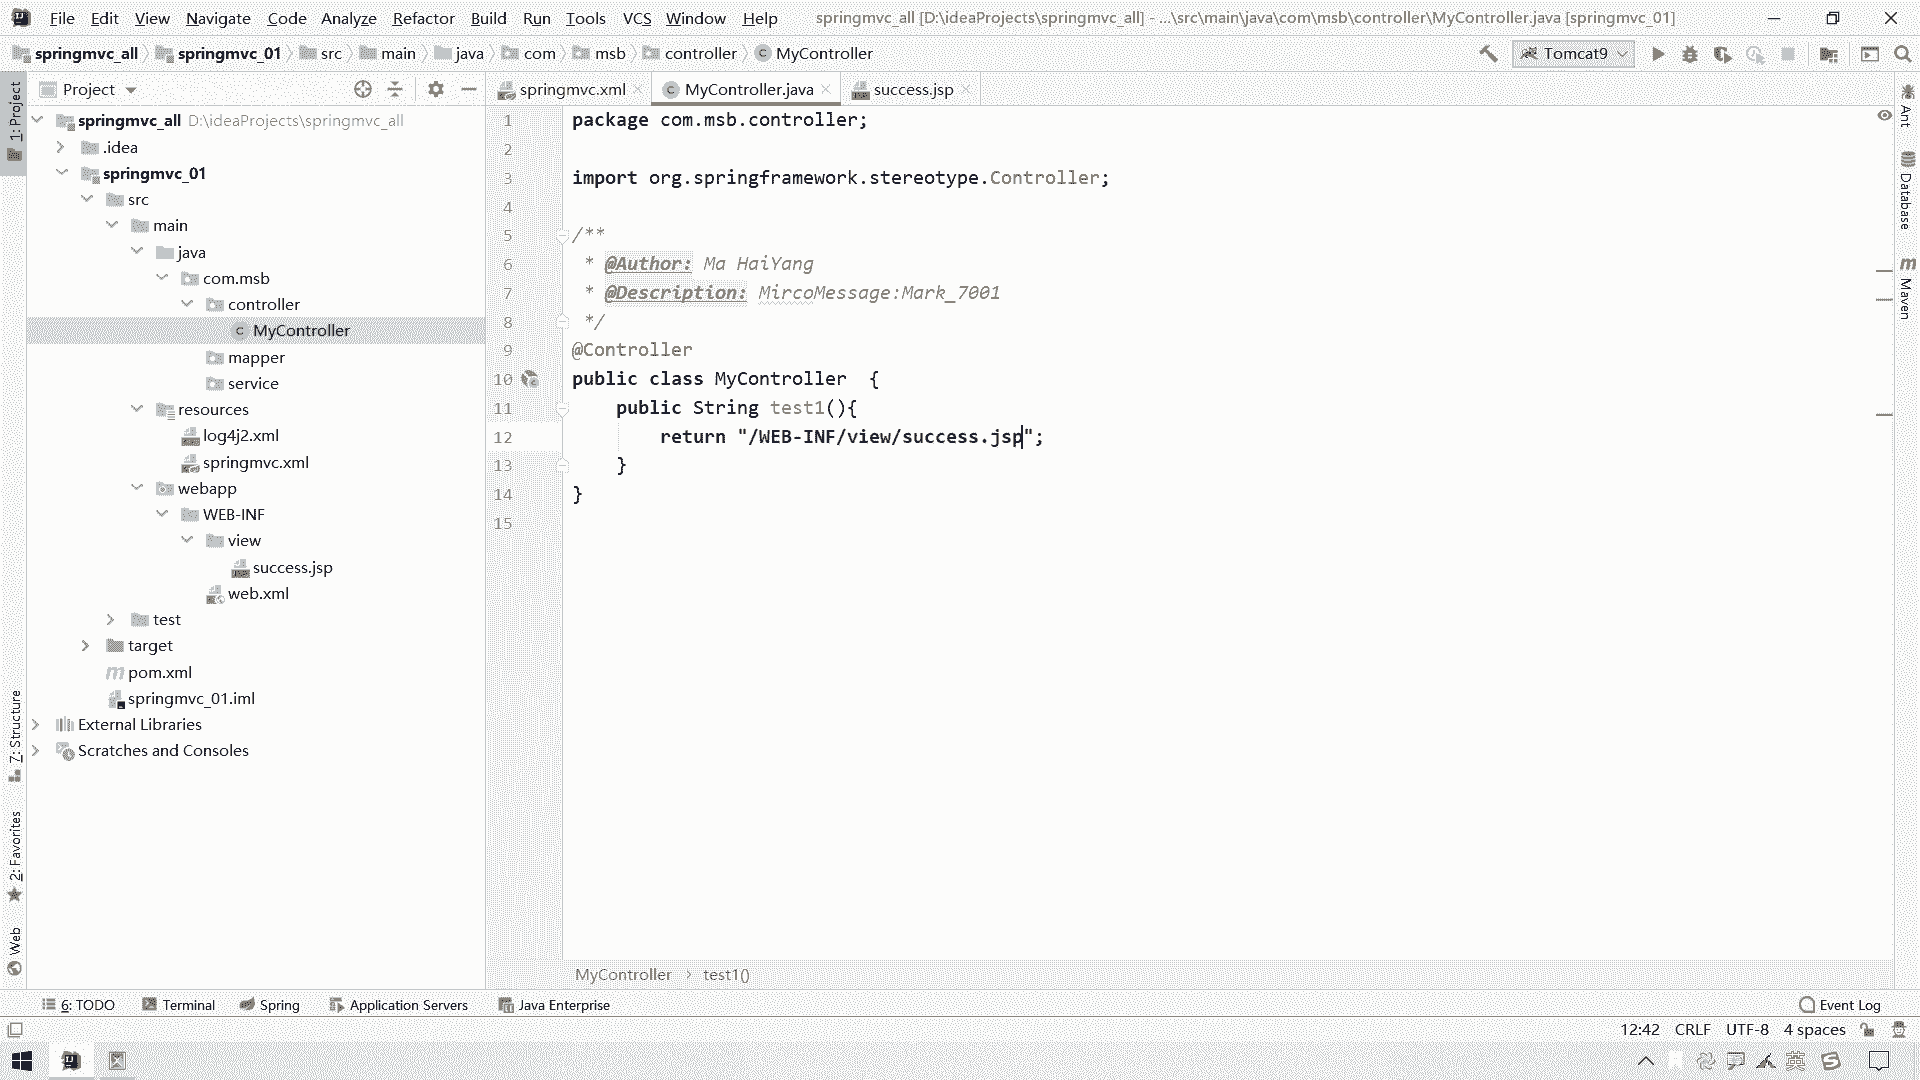 File Edit View Navigate Code Analyze Refactor Build Run Tools VCS Window Help springmvc_all [D:\ideaProjects\springmvc_all] - ...\src\main\java\com\msb\controller\MyController.java [springmvc_01]
springmvc_all springmvc_01 src main java com msb controller MyController Tomcat9
1: Project
Project
springmvc.xml MyController.java success.jsp
springmvc_all D:\ideaProjects\springmvc_all
.idea
springmvc_01
src
main
java
com.msb
controller
MyController
mapper
service
resources
log4j2.xml
springmvc.xml
webapp
WEB-INF
view
success.jsp
web.xml
test
target
pom.xml
springmvc_01.iml
External Libraries
Scratches and Consoles
1 package com.msb.controller;
2
3 import org.springframework.stereotype.Controller;
4
5 /**
6 * @Author: Ma HaiYang
7 * @Description: MircoMessage:Mark_7001
8 */
9 @Controller
10 public class MyController {
11 public String test1(){
12 return "/WEB-INF/view/success.jsp";
13 }
14 }
15
MyController › test1()
Ant
Database
Maven
7: Structure
2: Favorites
Web
6: TODO Terminal Spring Application Servers Java Enterprise Event Log
12:42 CRLF UTF-8 4 spaces
英